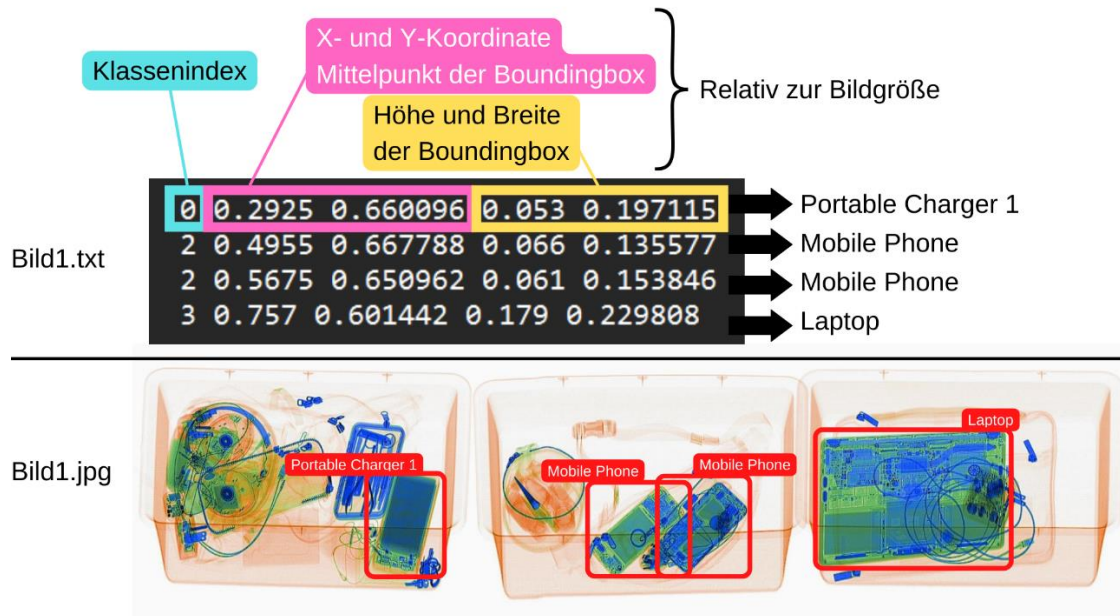 X- und Y-Koordinate
Mittelpunkt der Boundingbox
Klassenindex
Relativ zur Bildgröße
Höhe und Breite
der Boundingbox
0 0.2925 0.660096 0.053 0.197115 Portable Charger 1
2 0.4955 0.667788 0.066 0.135577 Mobile Phone
Bild1.txt
2 0.5675 0.650962 0.061 0.153846 Mobile Phone
3 0.757 0.601442 0.179 0.229808 Laptop
Bild1.jpg
Portable Charger 1
Mobile Phone
Mobile Phone
Laptop